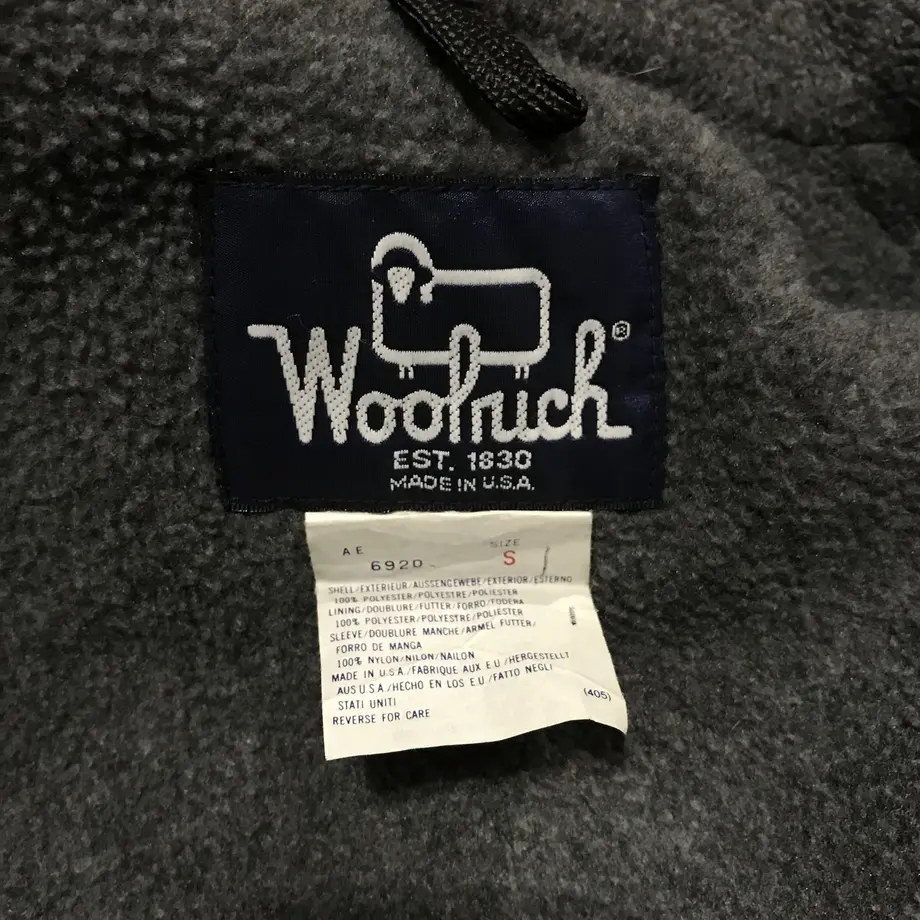 Woolrich®
EST. 1830
MADE IN U.S.A.
AE
SIZE
6920
S
SHELL/EXTERIEUR/AUSSENGEWEBE/EXTERIOR/ESTERNO
100% POLYESTER/POLYESTRE/POLIESTER
LINING/DOUBLURE/FUTTER/FORRO/FODERA
100% POLYESTER/POLYESTRE/POLIESTER
SLEEVE/DOUBLURE MANCHE/ARMEL FUTTER/
FORRO DE MANGA
100% NYLON/NILON/NAILON
MADE IN U.S.A./FABRIQUE AUX E.U./HERGESTELLT
AUS U.S.A./HECHO EN LOS E.U./FATTO NEGLI
STATI UNITI
(405)
REVERSE FOR CARE